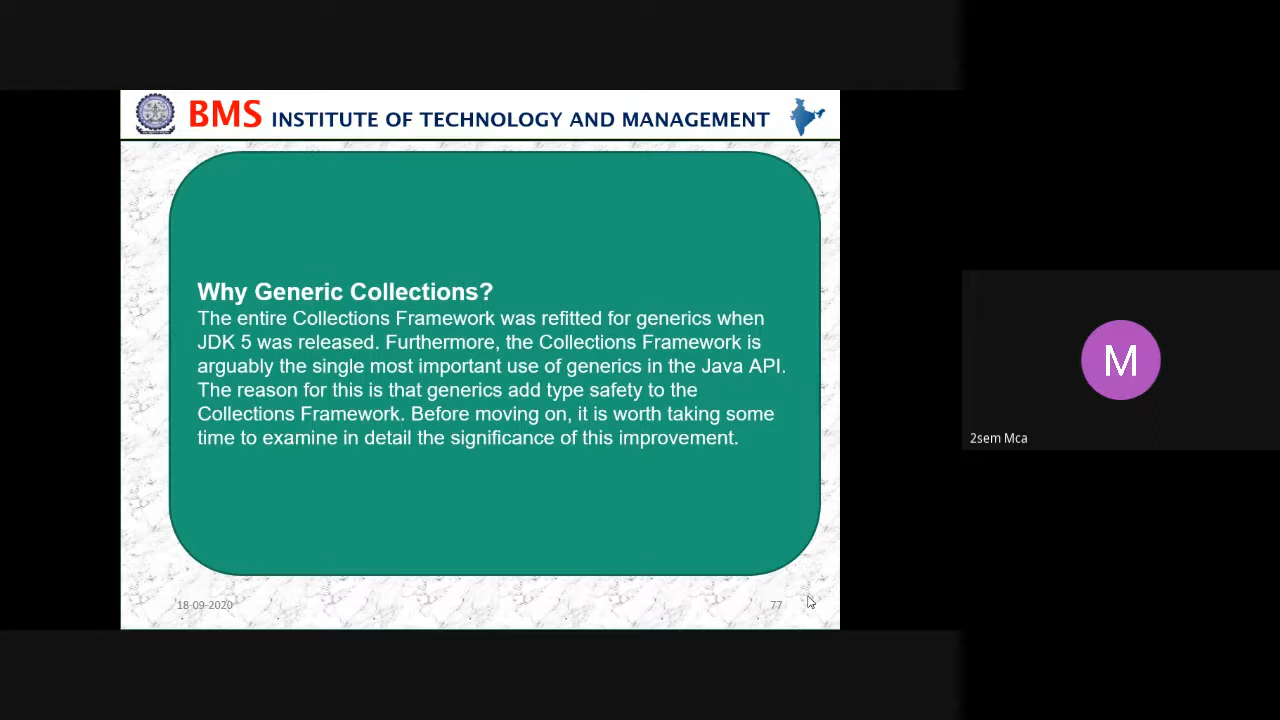 BMS INSTITUTE OF TECHNOLOGY AND MANAGEMENT
Why Generic Collections?
The entire Collections Framework was refitted for generics when
JDK 5 was released. Furthermore, the Collections Framework is
arguably the single most important use of generics in the Java API.
The reason for this is that generics add type safety to the
Collections Framework. Before moving on, it is worth taking some
time to examine in detail the significance of this improvement.
18-09-2020
77
M
2sem Mca